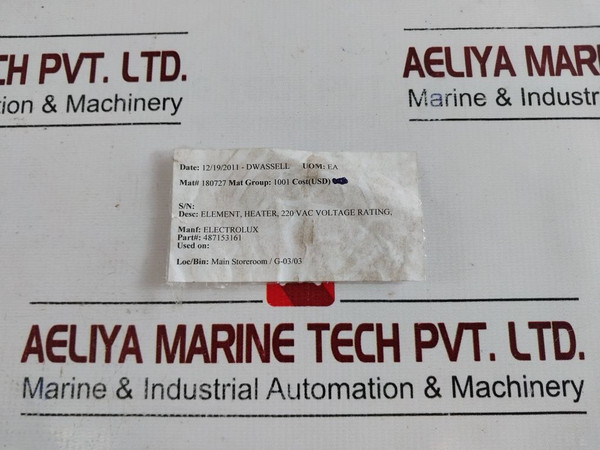 CH PVT. LTD.
tion & Machinery
AELIYA MAR
Marine & Industr
Date: 12/19/2011 - DWASSELL UOM: EA
Mat# 180727 Mat Group: 1001 Cost(USD)
S/N:
Desc: ELEMENT, HEATER, 220 VAC VOLTAGE RATING;
Manf: ELECTROLUX
Part#: 487153161
Used on:
Loc/Bin: Main Storeroom / G-03/03
AELIYA MARINE TECH PVT. LTD.
Marine & Industrial Automation & Machinery